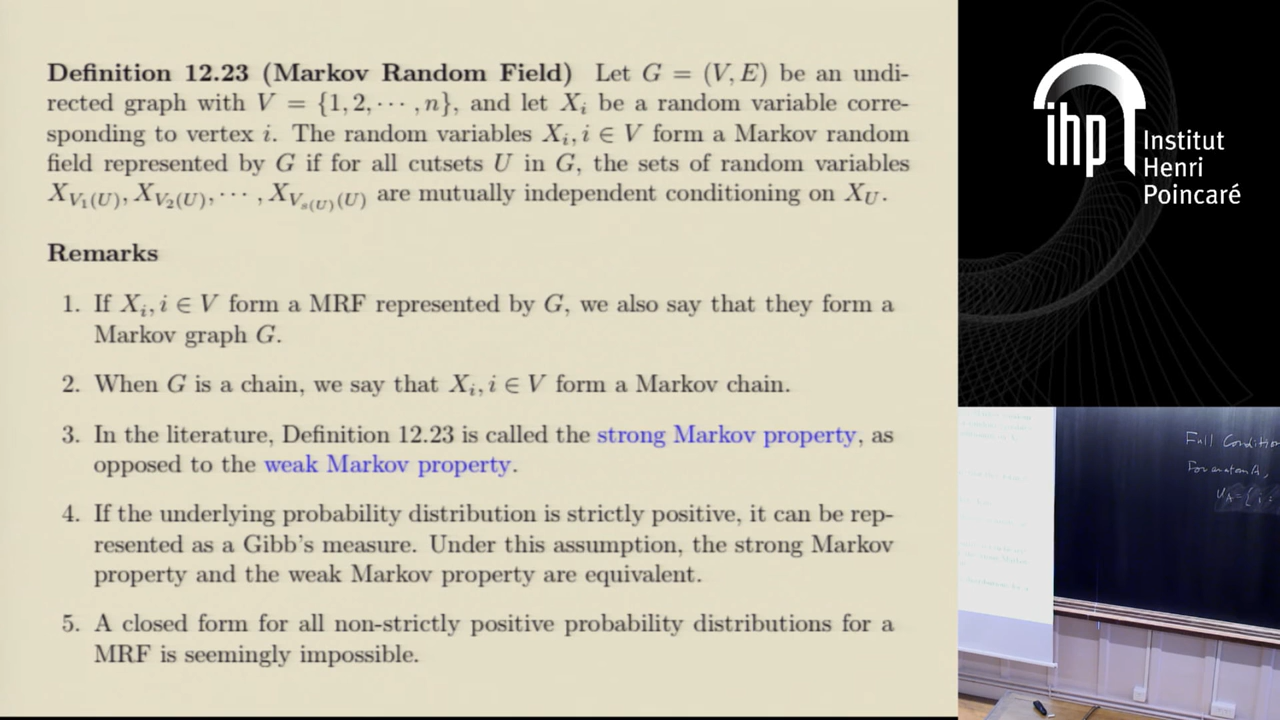 Definition 12.23 (Markov Random Field) Let G = (V, E) be an undi-
rected graph with V = {1, 2, ⋯ , n}, and let X_i be a random variable corre-
sponding to vertex i. The random variables X_i, i ∈ V form a Markov random
field represented by G if for all cutsets U in G, the sets of random variables
X_{V_1(U)}, X_{V_2(U)}, ⋯ , X_{V_{s(U)}(U)} are mutually independent conditioning on X_U.
Remarks
1. If X_i, i ∈ V form a MRF represented by G, we also say that they form a
Markov graph G.
2. When G is a chain, we say that X_i, i ∈ V form a Markov chain.
3. In the literature, Definition 12.23 is called the strong Markov property, as
opposed to the weak Markov property.
4. If the underlying probability distribution is strictly positive, it can be rep-
resented as a Gibb's measure. Under this assumption, the strong Markov
property and the weak Markov property are equivalent.
5. A closed form for all non-strictly positive probability distributions for a
MRF is seemingly impossible.
ihp
Institut
Henri
Poincaré
Full Conditio
For an atom A,
U_A = { i :